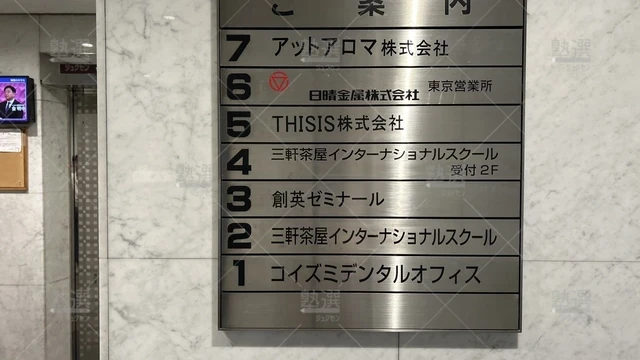 ご案内
7 アットアロマ株式会社
6 日晴金属株式会社 東京営業所
5 THISIS株式会社
4 三軒茶屋インターナショナルスクール
受付2F
3 創英ゼミナール
2 三軒茶屋インターナショナルスクール
1 コイズミデンタルオフィス